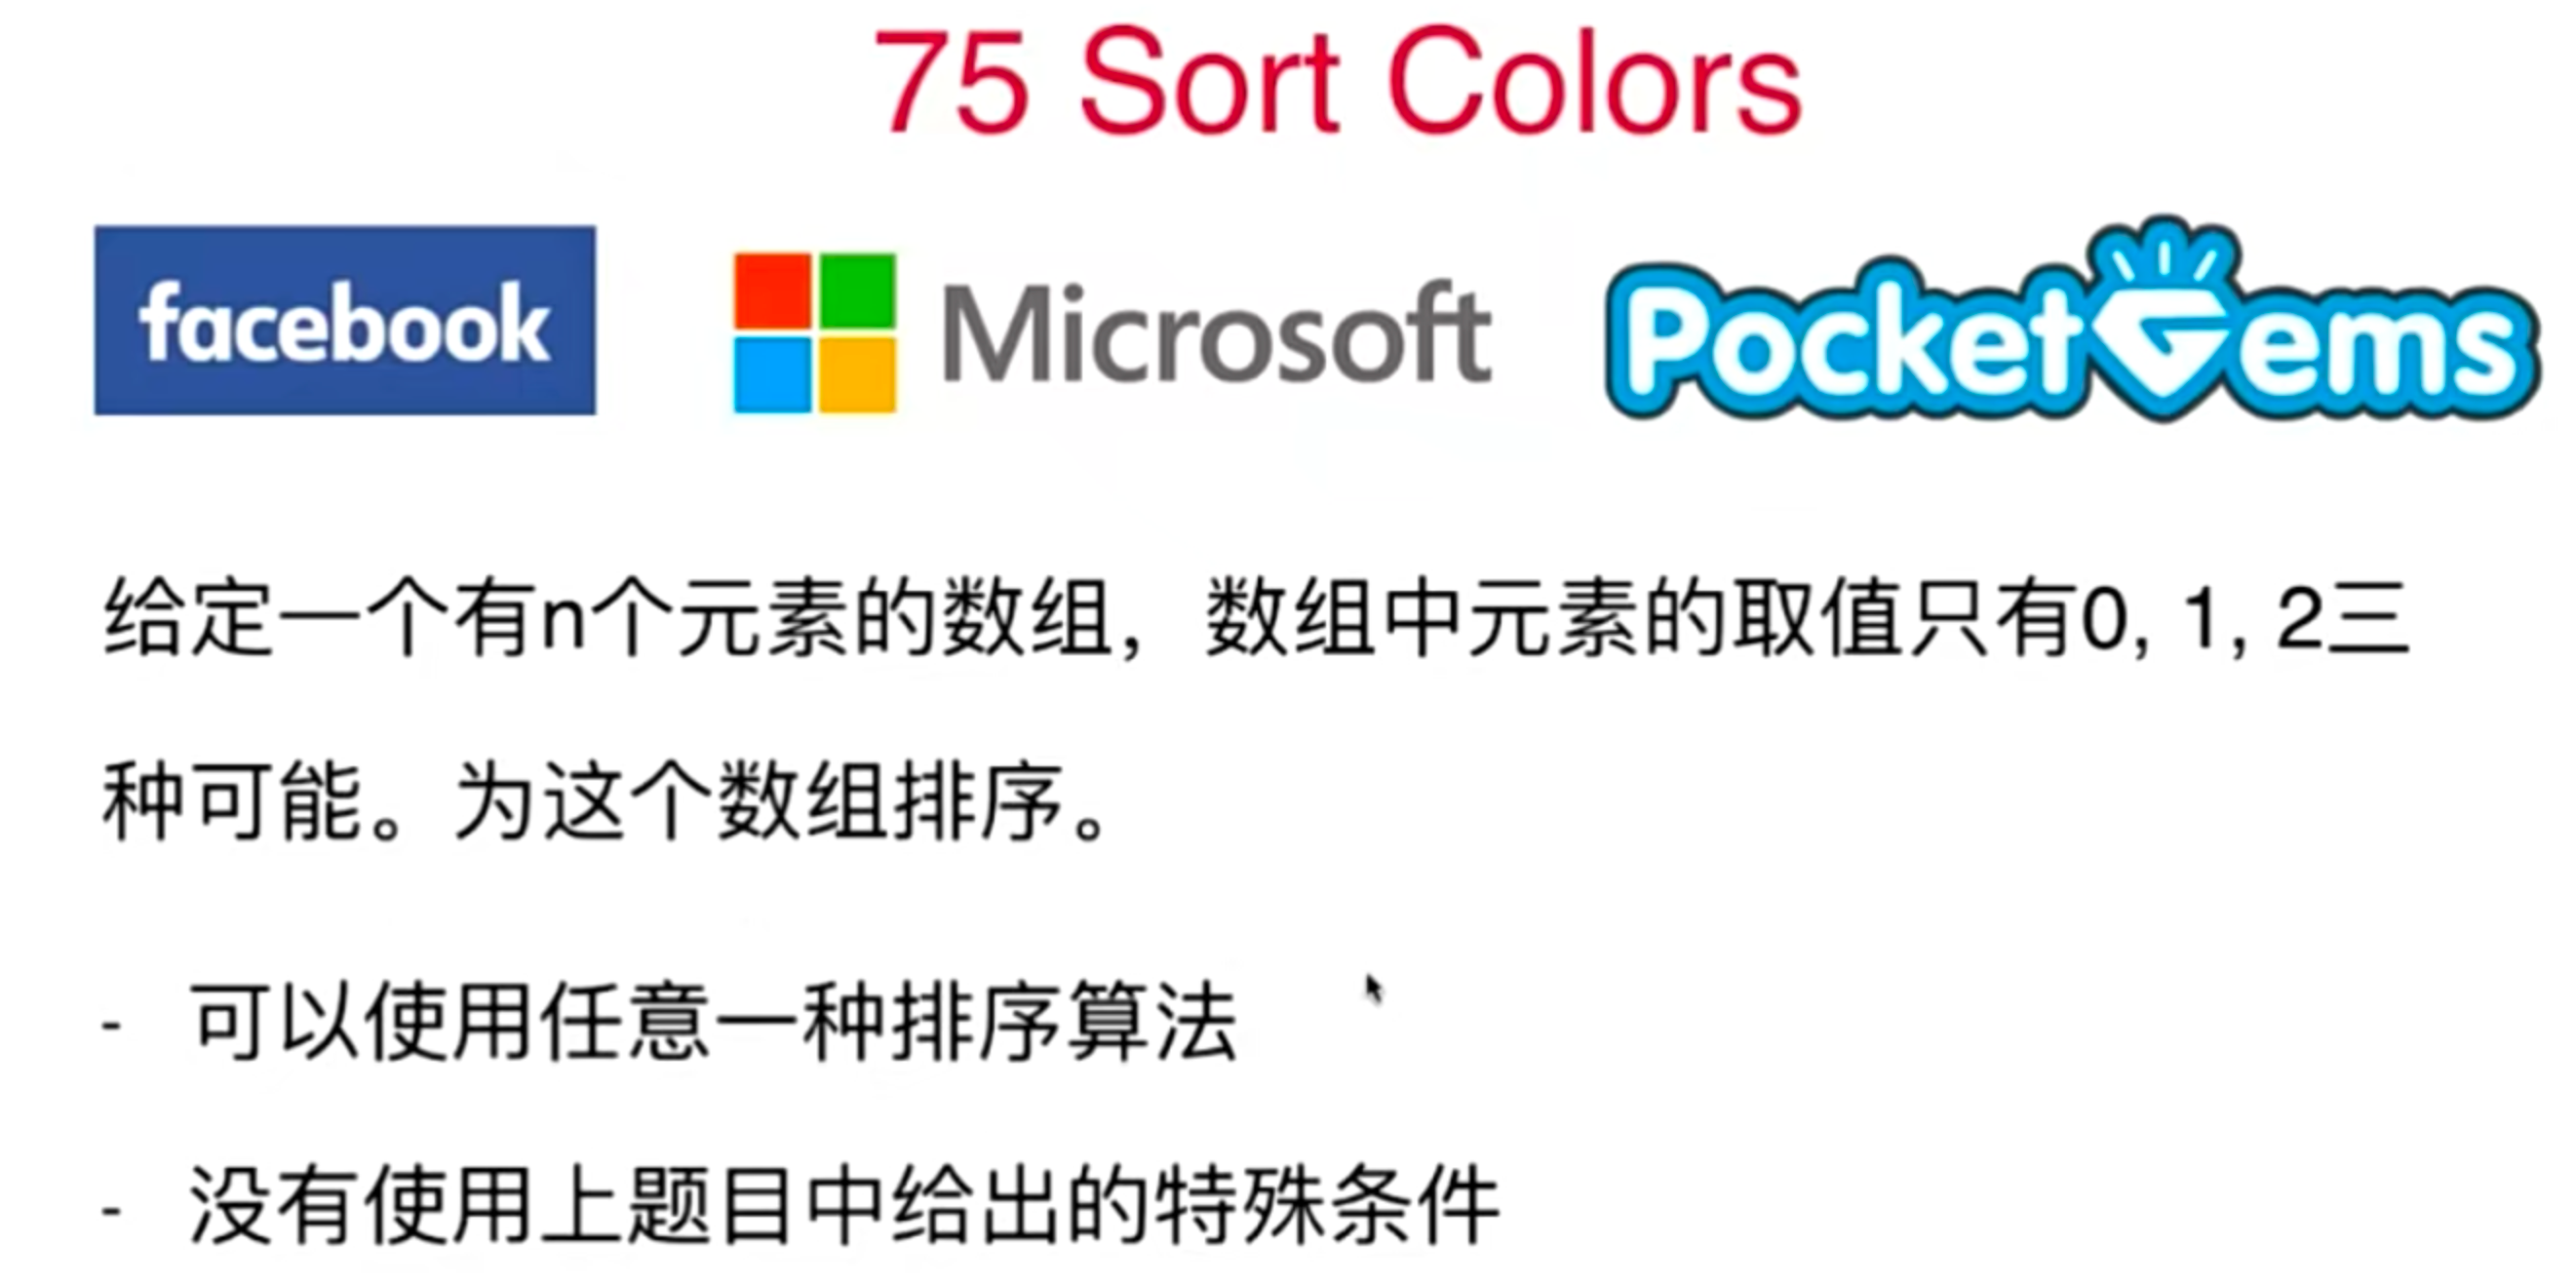 75 Sort Colors
facebook
Microsoft
PocketGems
给定一个有n个元素的数组，数组中元素的取值只有0, 1, 2三
种可能。为这个数组排序。
- 可以使用任意一种排序算法
- 没有使用上题目中给出的特殊条件